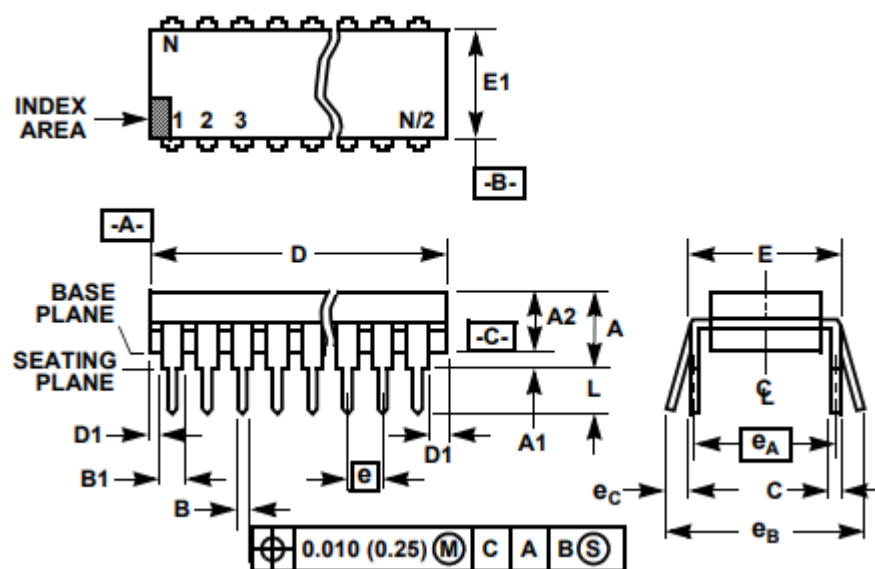 N
E1
INDEX
AREA
1 2 3 N/2
-B-
-A-
D
E
BASE
PLANE
A2
A
-C-
SEATING
PLANE
L
C
L
D1
A1
D1
eA
B1
e
eC
C
B
eB
0.010 (0.25) M C A B S